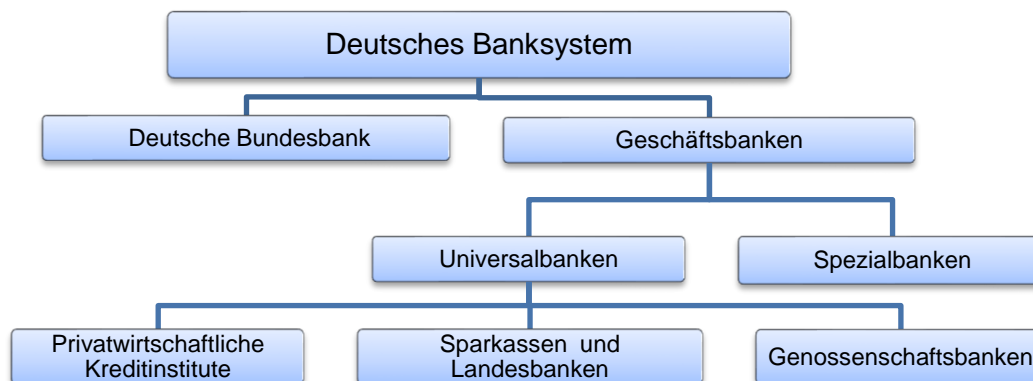 Deutsches Banksystem
Deutsche Bundesbank
Geschäftsbanken
Universalbanken
Spezialbanken
Privatwirtschaftliche
Kreditinstitute
Sparkassen und
Landesbanken
Genossenschaftsbanken